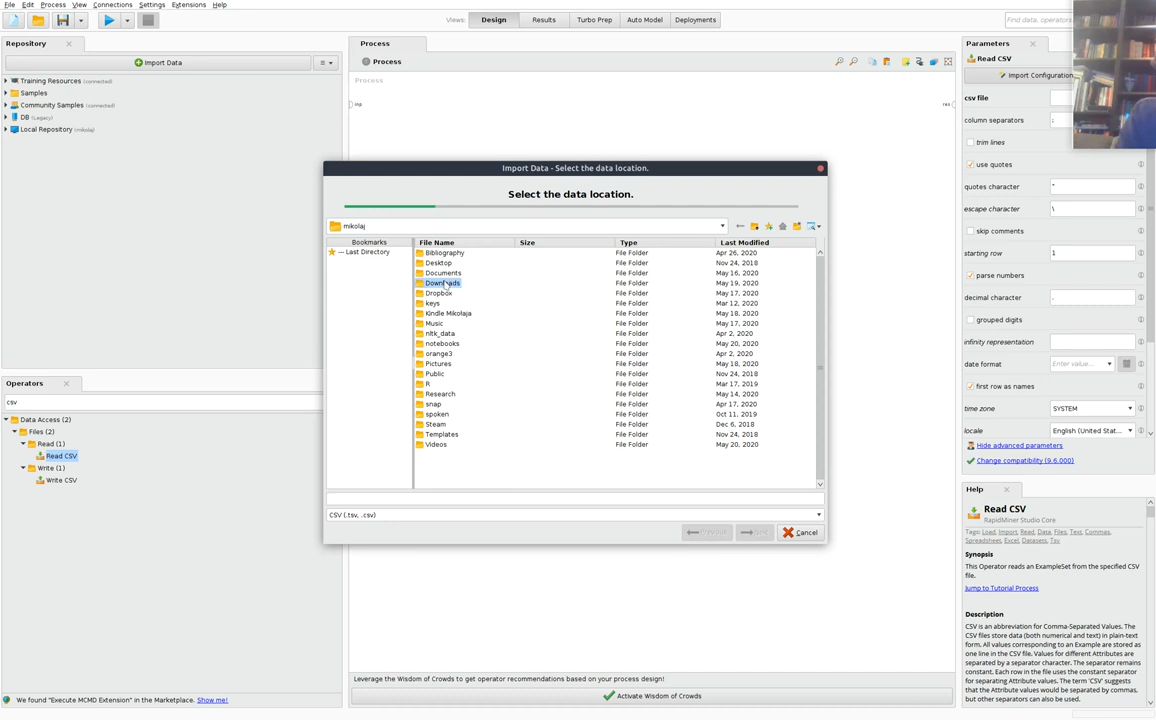 File Edit Process View Connections Settings Extensions Help
Views: Design Results Turbo Prep Auto Model Deployments
Find data, operators
Repository
Import Data
Training Resources (connected)
Samples
Community Samples (connected)
DB (Legacy)
Local Repository (mikolaj)
Operators
csv
Data Access (2)
Files (2)
Read (1)
Read CSV
Write (1)
Write CSV
We found "Execute MCMD Extension" in the Marketplace. Show me!
Process
Process
Process
inp
res
Import Data - Select the data location.
Select the data location.
mikolaj
Bookmarks
--- Last Directory
File Name Size Type Last Modified
Bibliography File Folder Apr 26, 2020
Desktop File Folder Nov 24, 2018
Documents File Folder May 16, 2020
Downloads File Folder May 19, 2020
Dropbox File Folder May 17, 2020
keys File Folder Mar 12, 2020
Kindle Mikołaja File Folder May 18, 2020
Music File Folder May 17, 2020
nltk_data File Folder Apr 2, 2020
notebooks File Folder May 20, 2020
orange3 File Folder Apr 2, 2020
Pictures File Folder May 18, 2020
Public File Folder Nov 24, 2018
R File Folder Mar 17, 2019
Research File Folder May 14, 2020
snap File Folder Apr 17, 2020
spoken File Folder Oct 11, 2019
Steam File Folder Dec 6, 2018
Templates File Folder Nov 24, 2018
Videos File Folder May 20, 2020
CSV (.tsv, .csv)
Previous Next Cancel
Leverage the Wisdom of Crowds to get operator recommendations based on your process design!
Activate Wisdom of Crowds
Parameters
Read CSV
Import Configuration
csv file
column separators ;
trim lines
use quotes
quotes character "
escape character \
skip comments
starting row 1
parse numbers
decimal character .
grouped digits
infinity representation
date format Enter value...
first row as names
time zone SYSTEM
locale English (United Stat...
Hide advanced parameters
Change compatibility (9.6.000)
Help
Read CSV
RapidMiner Studio Core
Tags: Load, Import, Read, Data, Files, Text, Commas,
Spreadsheet, Excel, Datasets, Tsv
Synopsis
This Operator reads an ExampleSet from the specified CSV
file.
Jump to Tutorial Process
Description
CSV is an abbreviation for Comma-Separated Values. The
CSV files store data (both numerical and text) in plain-text
form. All values corresponding to an Example are stored as
one line in the CSV file. Values for different Attributes are
separated by a separator character. The separator remains
constant. Each row in the file uses the constant separator
for separating Attribute values. The term 'CSV' suggests
that the Attribute values would be separated by commas,
but other separators can also be used.